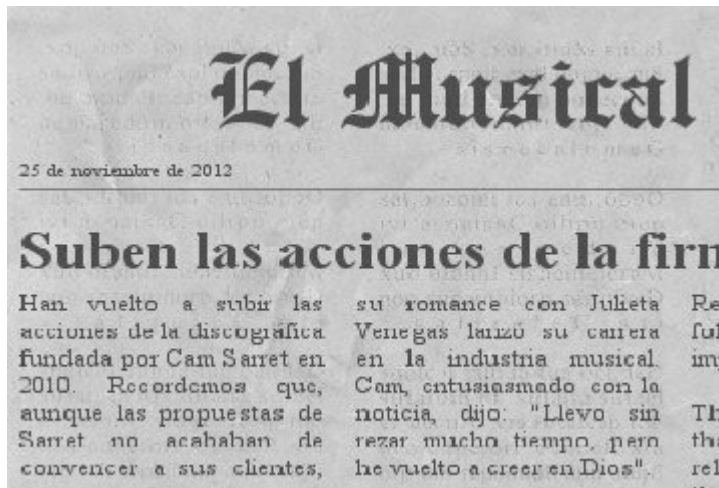 El Musical
25 de noviembre de 2012
Suben las acciones de la firm
Han vuelto a subir las
acciones de la discográfica
fundada por Cam Sarret en
2010. Recordemos que,
aunque las propuestas de
Sarret no acababan de
convencer a sus clientes,
su romance con Julieta
Venegas lanzó su carrera
en la industria musical.
Cam, entusiasmado con la
noticia, dijo: "Llevo sin
rezar mucho tiempo, pero
he vuelto a creer en Dios".